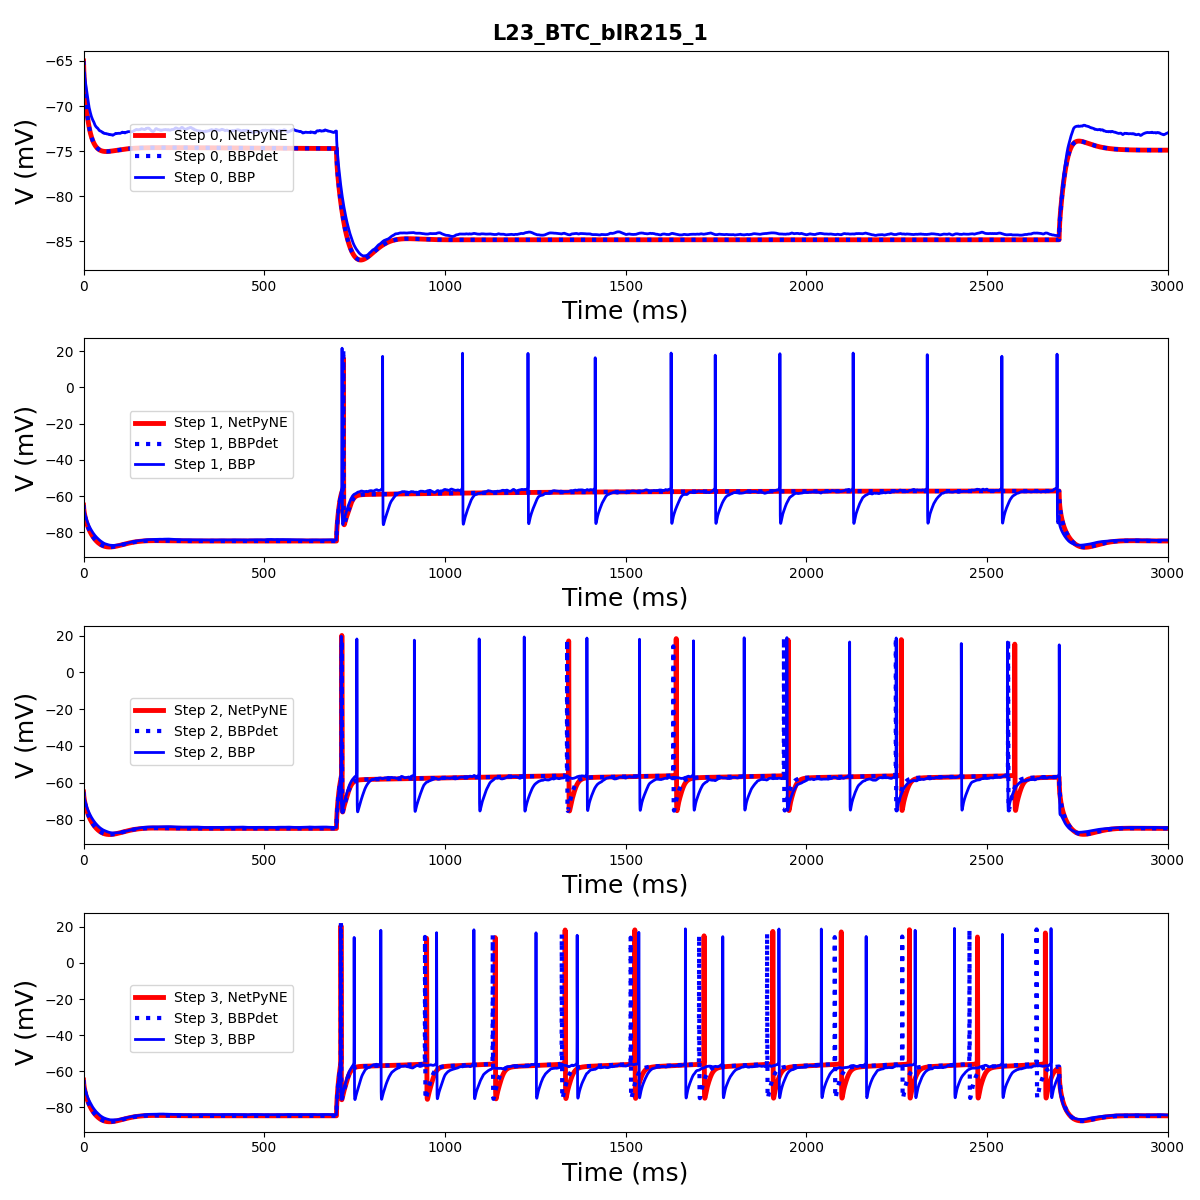 L23_BTC_bIR215_1
−65
−70
−75
−80
−85
V (mV)
Step 0, NetPyNE
Step 0, BBPdet
Step 0, BBP
0 500 1000 1500 2000 2500 3000
Time (ms)
20
0
−20
−40
−60
−80
V (mV)
Step 1, NetPyNE
Step 1, BBPdet
Step 1, BBP
0 500 1000 1500 2000 2500 3000
Time (ms)
20
0
−20
−40
−60
−80
V (mV)
Step 2, NetPyNE
Step 2, BBPdet
Step 2, BBP
0 500 1000 1500 2000 2500 3000
Time (ms)
20
0
−20
−40
−60
−80
V (mV)
Step 3, NetPyNE
Step 3, BBPdet
Step 3, BBP
0 500 1000 1500 2000 2500 3000
Time (ms)